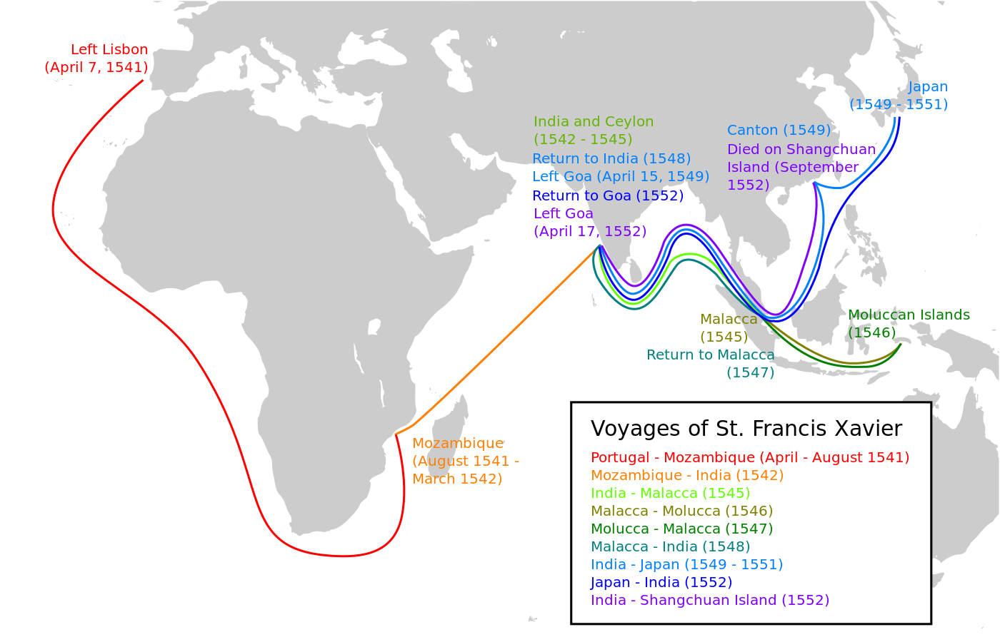 Left Lisbon
(April 7, 1541)
Japan
(1549 - 1551)
India and Ceylon
(1542 - 1545)
Return to India (1548)
Left Goa (April 15, 1549)
Return to Goa (1552)
Left Goa
(April 17, 1552)
Canton (1549)
Died on Shangchuan
Island (September
1552)
Malacca
(1545)
Return to Malacca
(1547)
Moluccan Islands
(1546)
Mozambique
(August 1541 -
March 1542)
Voyages of St. Francis Xavier
Portugal - Mozambique (April - August 1541)
Mozambique - India (1542)
India - Malacca (1545)
Malacca - Molucca (1546)
Molucca - Malacca (1547)
Malacca - India (1548)
India - Japan (1549 - 1551)
Japan - India (1552)
India - Shangchuan Island (1552)